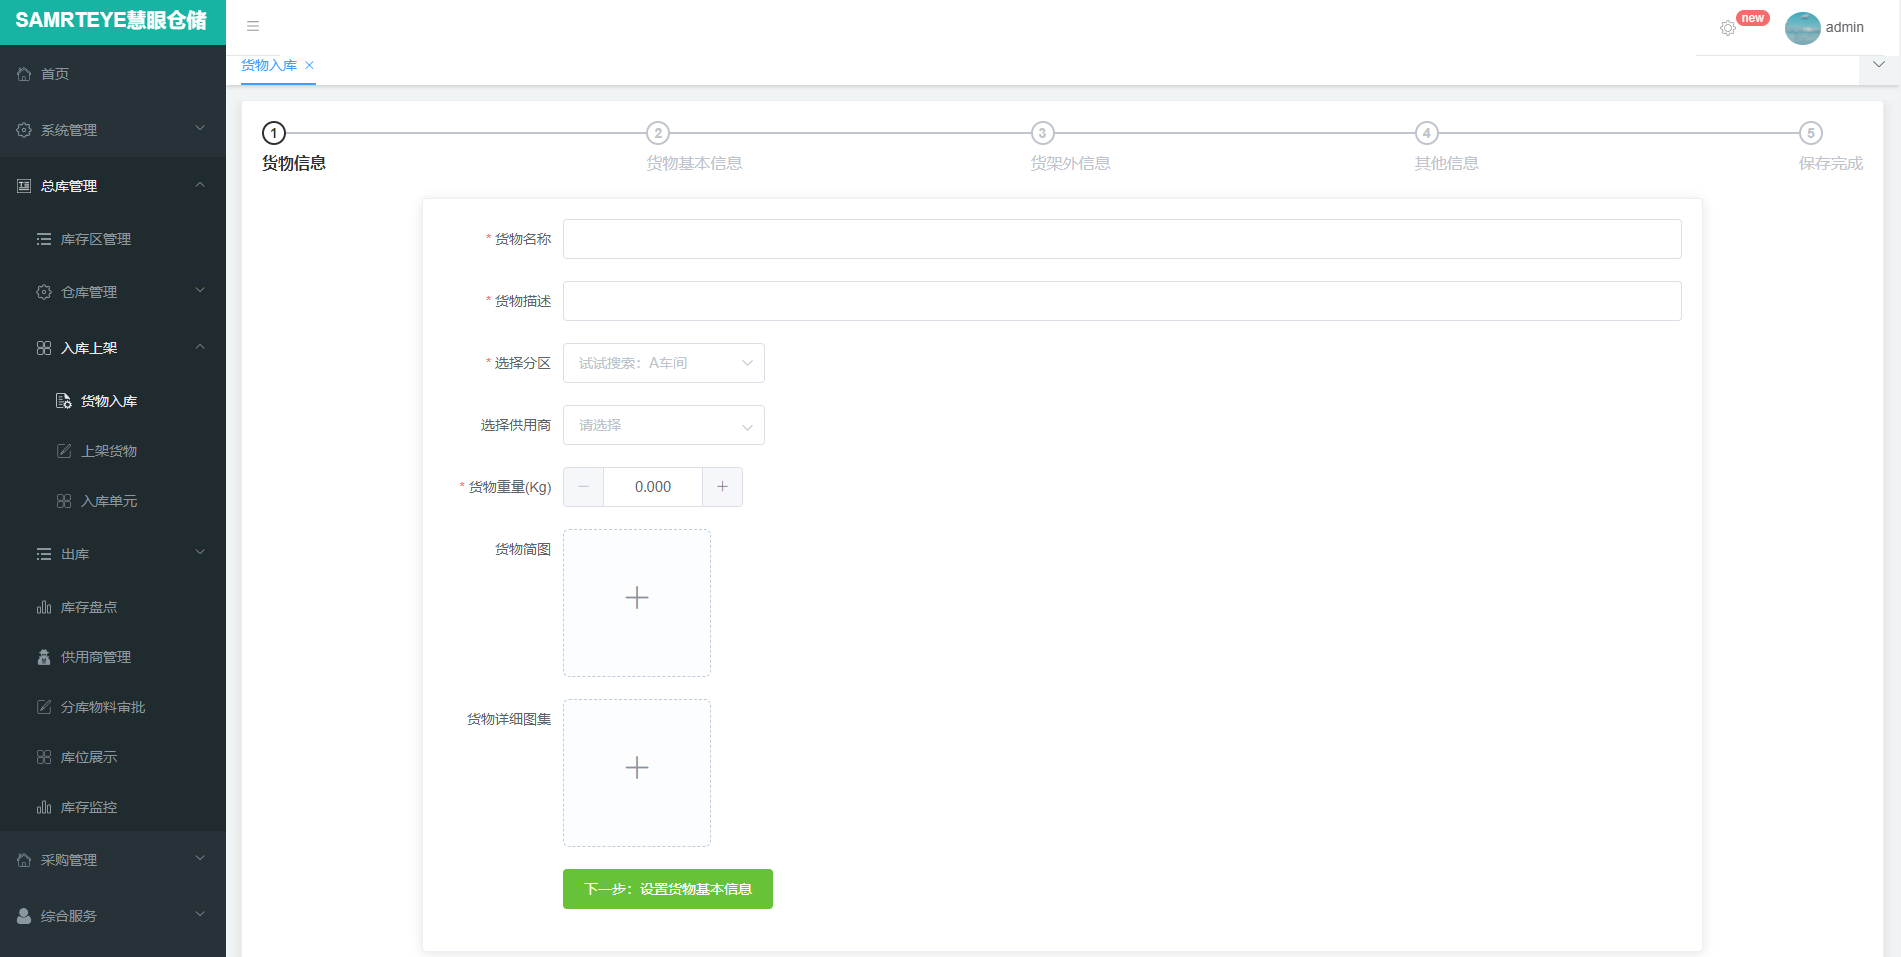 SAMRTEYE慧眼仓储
new
admin
首页
系统管理
总库管理
库存区管理
仓库管理
入库上架
货物入库
上架货物
入库单元
出库
库存盘点
供用商管理
分库物料审批
库位展示
库存监控
采购管理
综合服务
货物入库
1
2
3
4
5
货物信息
货物基本信息
货架外信息
其他信息
保存完成
* 货物名称
* 货物描述
* 选择分区 试试搜索：A车间
选择供用商 请选择
* 货物重量(Kg) 0.000
货物简图
货物详细图集
下一步：设置货物基本信息